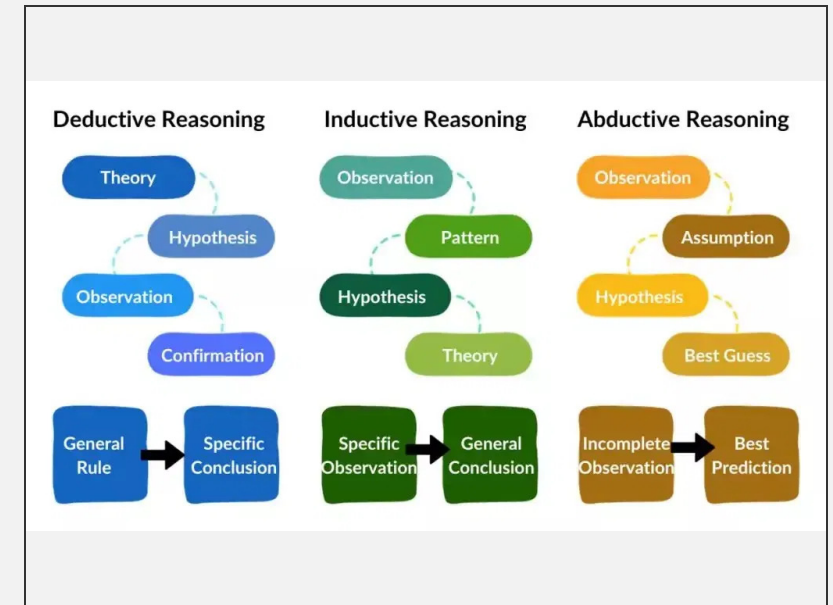 Deductive Reasoning
Theory
Hypothesis
Observation
Confirmation
General
Rule
Specific
Conclusion
Inductive Reasoning
Observation
Pattern
Hypothesis
Theory
Specific
Observation
General
Conclusion
Abductive Reasoning
Observation
Assumption
Hypothesis
Best Guess
Incomplete
Observation
Best
Prediction